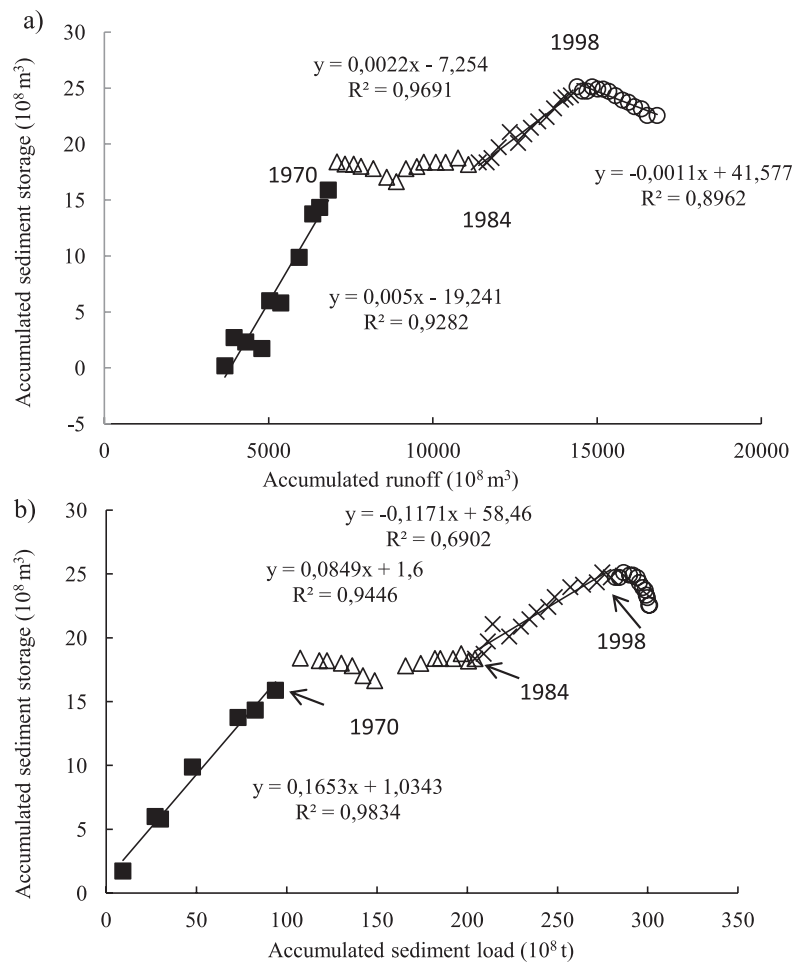 a)
30
25
20
15
10
5
0
-5
Accumulated sediment storage (10⁸ m³)
1998
y = 0,0022x - 7,254
R² = 0,9691
1970
y = -0,0011x + 41,577
R² = 0,8962
1984
y = 0,005x - 19,241
R² = 0,9282
0 5000 10000 15000 20000
Accumulated runoff (10⁸ m³)
b)
30
25
20
15
10
5
0
Accumulated sediment storage (10⁸ m³)
y = -0,1171x + 58,46
R² = 0,6902
y = 0,0849x + 1,6
R² = 0,9446
1998
1984
1970
y = 0,1653x + 1,0343
R² = 0,9834
0 50 100 150 200 250 300 350
Accumulated sediment load (10⁸ t)